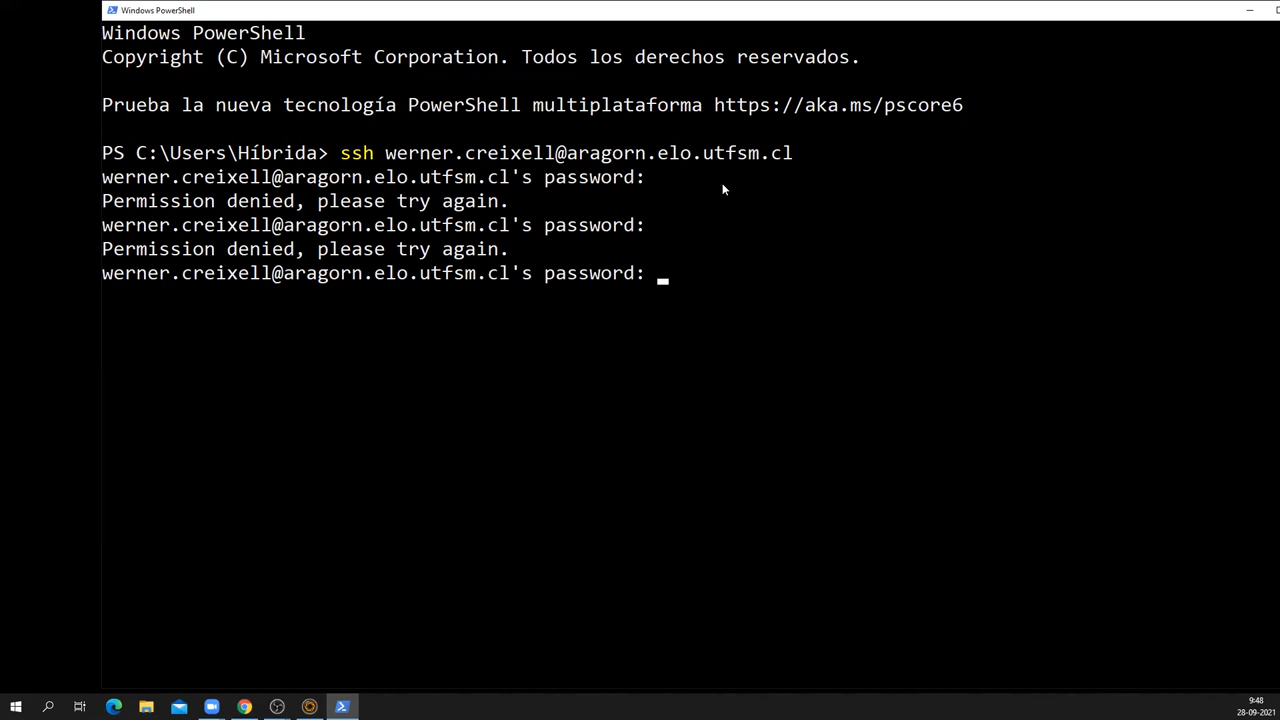 Windows PowerShell
Windows PowerShell
Copyright (C) Microsoft Corporation. Todos los derechos reservados.
Prueba la nueva tecnología PowerShell multiplataforma https://aka.ms/pscore6
PS C:\Users\Híbrida> ssh werner.creixell@aragorn.elo.utfsm.cl
werner.creixell@aragorn.elo.utfsm.cl's password:
Permission denied, please try again.
werner.creixell@aragorn.elo.utfsm.cl's password:
Permission denied, please try again.
werner.creixell@aragorn.elo.utfsm.cl's password:
9:48
28-09-2021